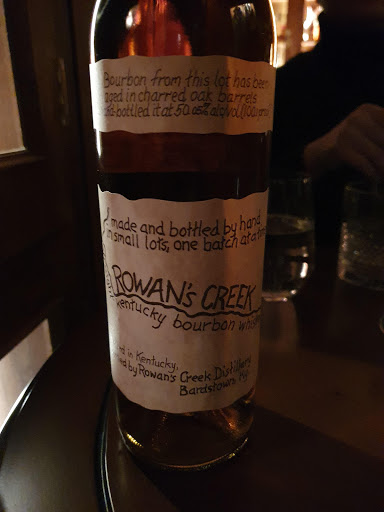 Bourbon from this lot has been
aged in charred oak barrels
bottled it at 50.05% alc/vol (100.1
made and bottled by hand
in small lots, one batch at a time
ROWAN'S CREEK
Kentucky bourbon
in Kentucky,
by Rowan's Creek Distillery
Bardstown, Ky